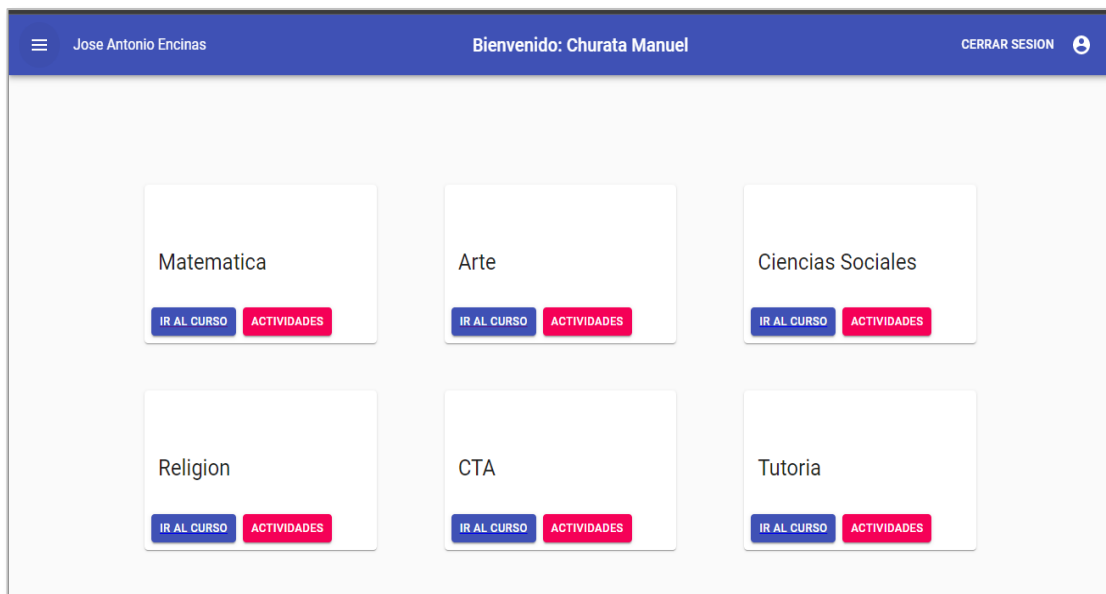 Jose Antonio Encinas Bienvenido: Churata Manuel CERRAR SESION
Matematica Arte Ciencias Sociales
IR AL CURSO ACTIVIDADES IR AL CURSO ACTIVIDADES IR AL CURSO ACTIVIDADES
Religion CTA Tutoria
IR AL CURSO ACTIVIDADES IR AL CURSO ACTIVIDADES IR AL CURSO ACTIVIDADES